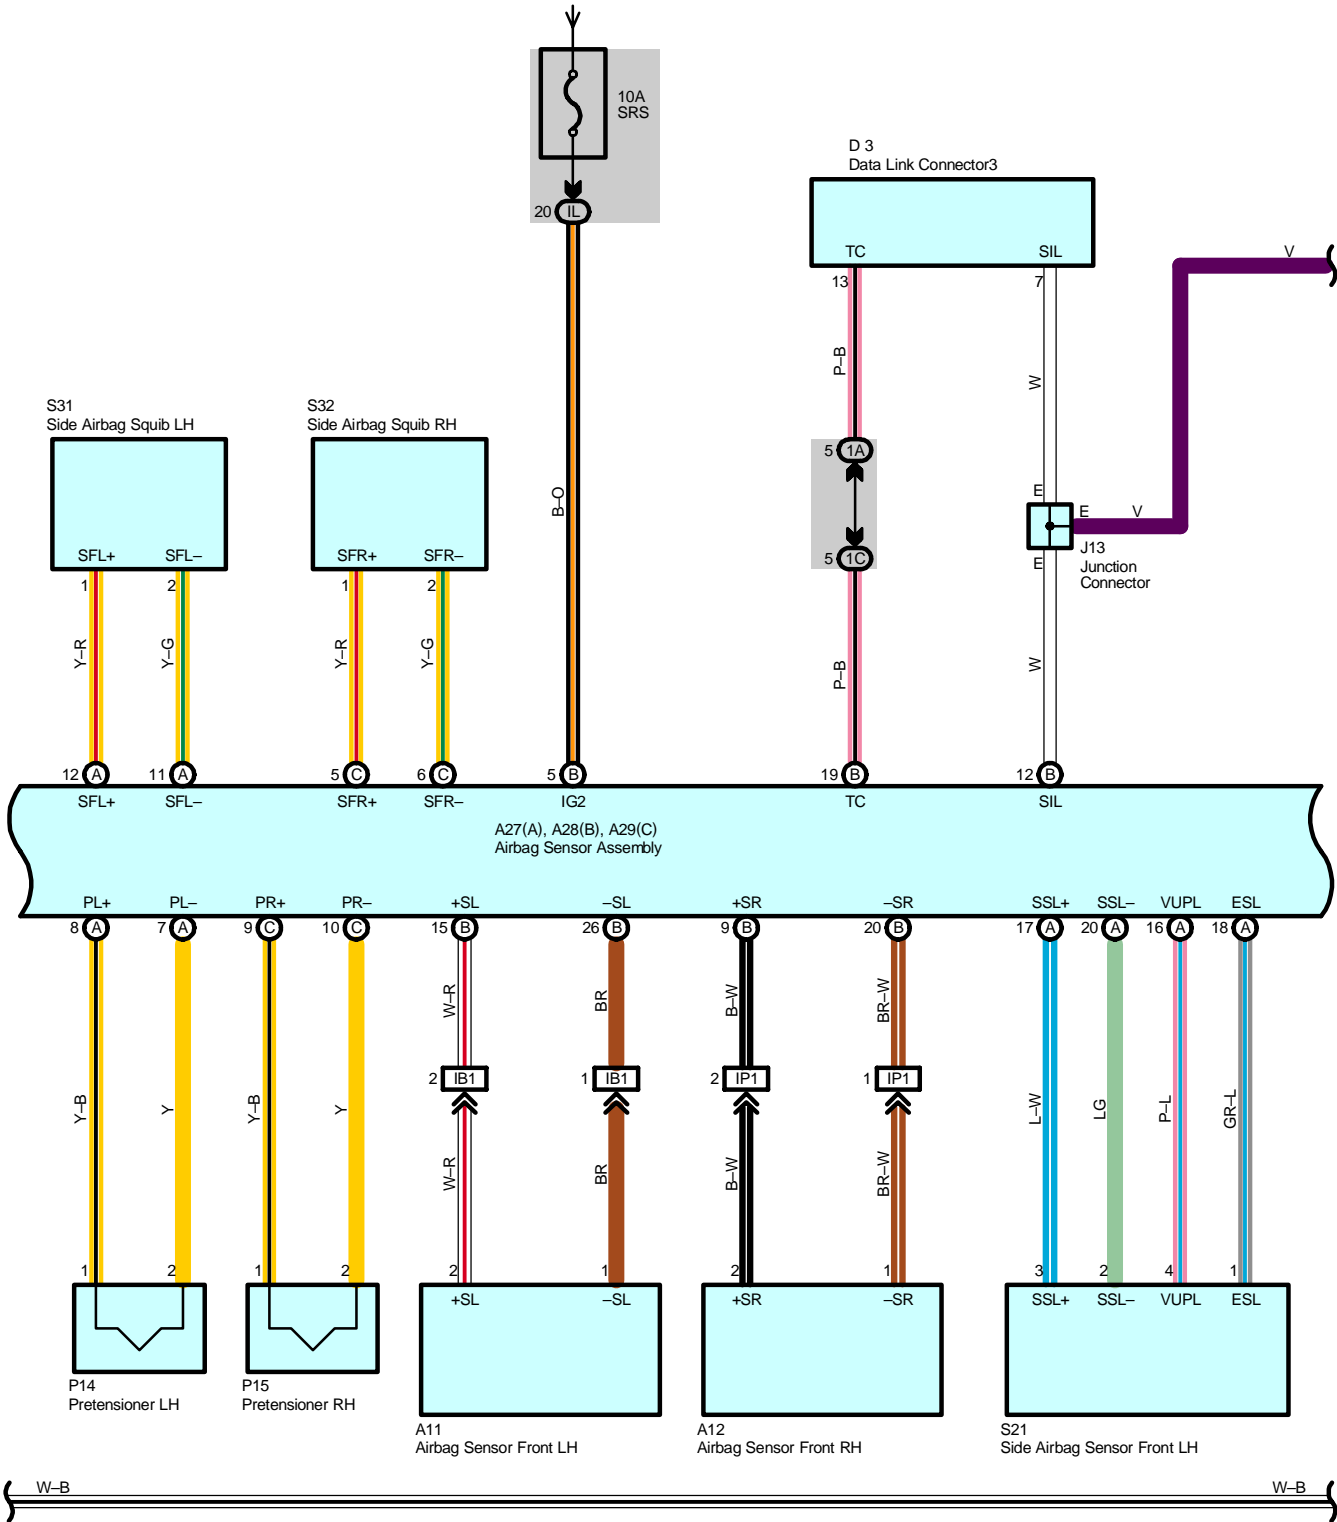 10A
SRS
20 IL
D 3
Data Link Connector3
TC SIL
13 7
V
P–B
W
S31
Side Airbag Squib LH
S32
Side Airbag Squib RH
5 1A
B–O
E
E V
J13
Junction
Connector
E
5 1C
SFL+ SFL–
SFR+ SFR–
1 2
1 2
Y–R Y–G
Y–R Y–G
P–B
W
12 A 11 A 5 C 6 C 5 B 19 B 12 B
SFL+ SFL– SFR+ SFR– IG2 TC SIL
A27(A), A28(B), A29(C)
Airbag Sensor Assembly
PL+ PL– PR+ PR– +SL –SL +SR –SR SSL+ SSL– VUPL ESL
8 A 7 A 9 C 10 C 15 B 26 B 9 B 20 B 17 A 20 A 16 A 18 A
W–R BR B–W BR–W
2 IB1 1 IB1 2 IP1 1 IP1
Y–B Y Y–B Y L–W LG P–L GR–L
W–R BR B–W BR–W
1 2 1 2 2 1 2 1 3 2 4 1
+SL –SL +SR –SR SSL+ SSL– VUPL ESL
P14
Pretensioner LH
P15
Pretensioner RH
A11
Airbag Sensor Front LH
A12
Airbag Sensor Front RH
S21
Side Airbag Sensor Front LH
W–B W–B